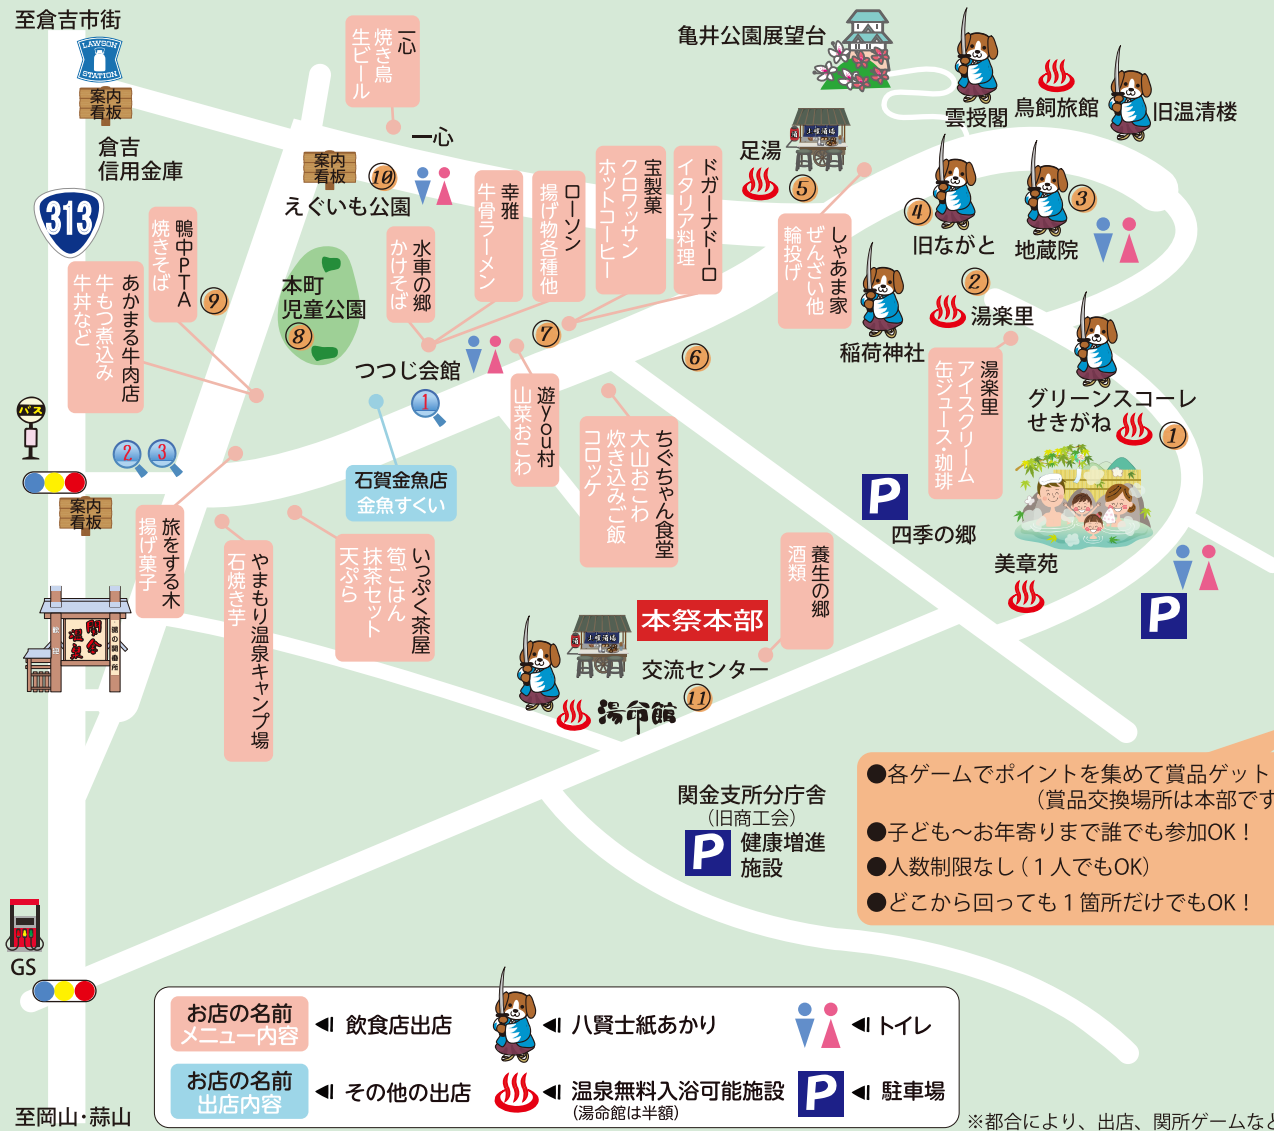 至倉吉市街
LAWSON
STATION
案内
看板
倉吉
信用金庫
313
一心
焼き鳥
生ビール
一心
案内
看板
10
えぐいも公園
亀井公園展望台
雲授閣
鳥飼旅館
旧温清楼
足湯
5
4
旧ながと
3
地蔵院
2
湯楽里
稲荷神社
しゃあま家
ぜんざい他
輪投げ
ドガーナドーロ
イタリア料理
宝製菓
クロワッサン
ホットコーヒー
ローソン
揚げ物各種他
幸雅
牛骨ラーメン
水車の郷
かけそば
鴨中PTA
焼きそば
9
あかまる牛肉店
牛もつ煮込み
牛丼など
本町
児童公園
8
つつじ会館
7
6
1
遊you村
山菜おこわ
ちぐちゃん食堂
大山おこわ
炊き込みご飯
コロッケ
湯楽里
アイスクリーム
缶ジュース・珈琲
グリーンスコーレ
せきがね
1
バス
2
3
案内
看板
石賀金魚店
金魚すくい
P
四季の郷
美章苑
P
旅をする木
揚げ菓子
やまもり温泉キャンプ場
石焼き芋
いっぷく茶屋
筍ごはん
抹茶セット
天ぷら
養生の郷
酒類
関金
温泉
本祭本部
交流センター
11
湯命館
関金支所分庁舎
（旧商工会）
P
健康増進
施設
●各ゲームでポイントを集めて賞品ゲット
（賞品交換場所は本部です
●子ども～お年寄りまで誰でも参加OK！
●人数制限なし（１人でもOK）
●どこから回っても１箇所だけでもOK！
GS
お店の名前
メニュー内容
飲食店出店
八賢士紙あかり
トイレ
お店の名前
出店内容
その他の出店
温泉無料入浴可能施設
（湯命館は半額）
P
駐車場
至岡山・蒜山
※都合により、出店、関所ゲームなど